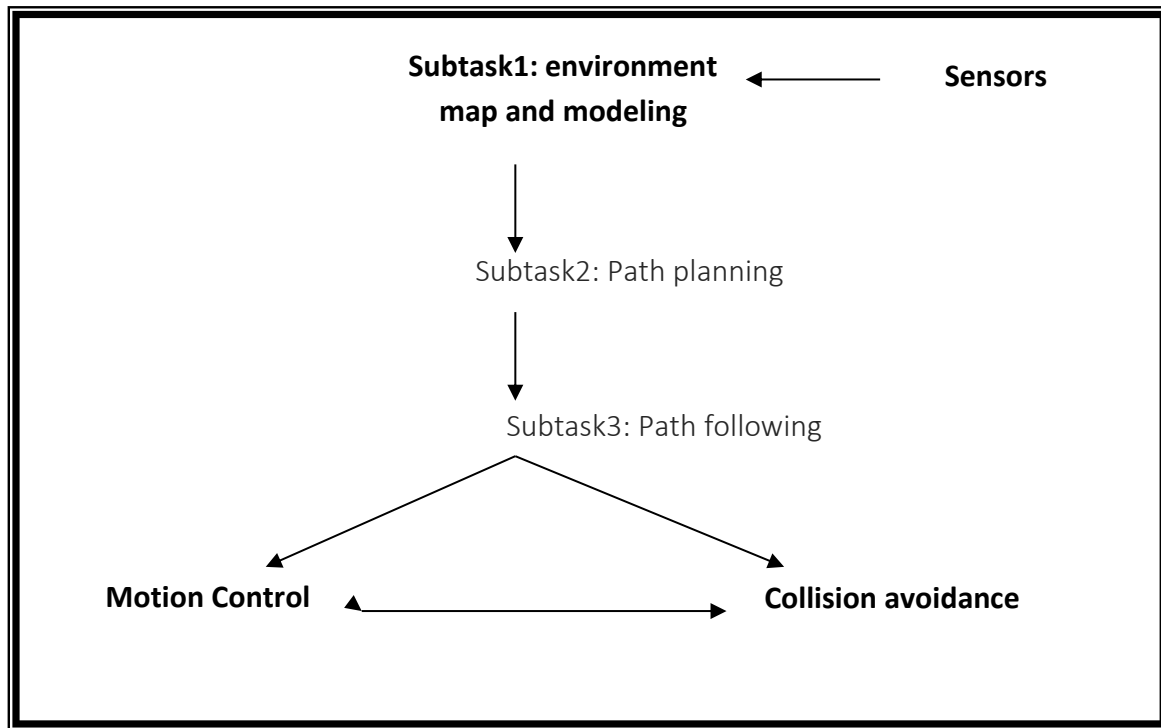 Subtask1: environment
map and modeling
Sensors
Subtask2: Path planning
Subtask3: Path following
Motion Control
Collision avoidance